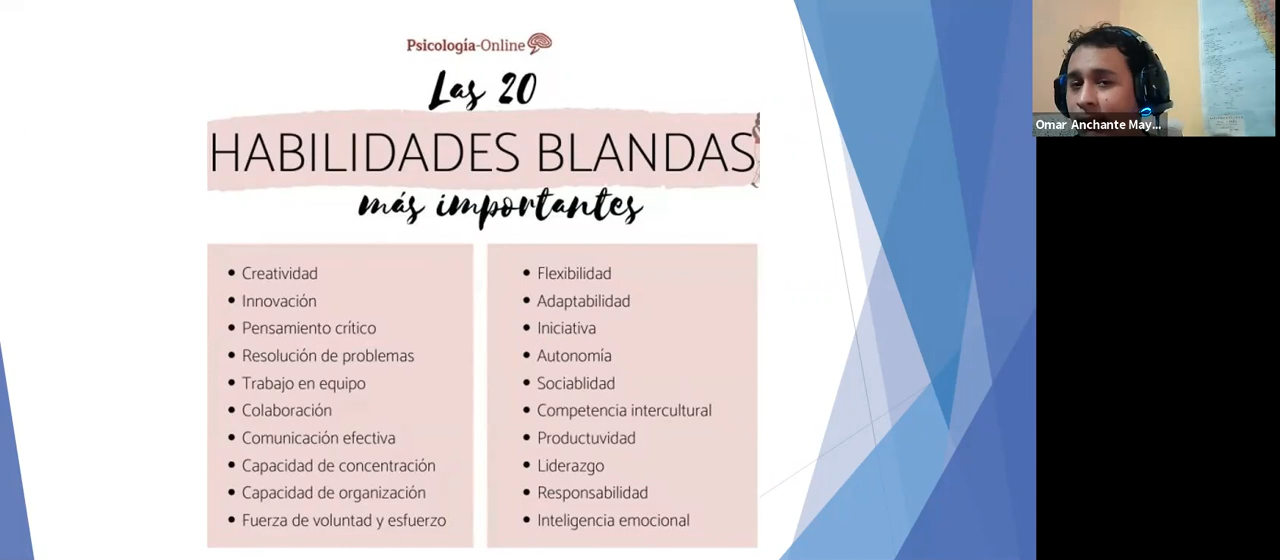 Psicología-Online
Las 20
HABILIDADES BLANDAS
más importantes
• Creatividad
• Innovación
• Pensamiento crítico
• Resolución de problemas
• Trabajo en equipo
• Colaboración
• Comunicación efectiva
• Capacidad de concentración
• Capacidad de organización
• Fuerza de voluntad y esfuerzo
• Flexibilidad
• Adaptabilidad
• Iniciativa
• Autonomía
• Sociablidad
• Competencia intercultural
• Productuvidad
• Liderazgo
• Responsabilidad
• Inteligencia emocional
Omar Anchante May...